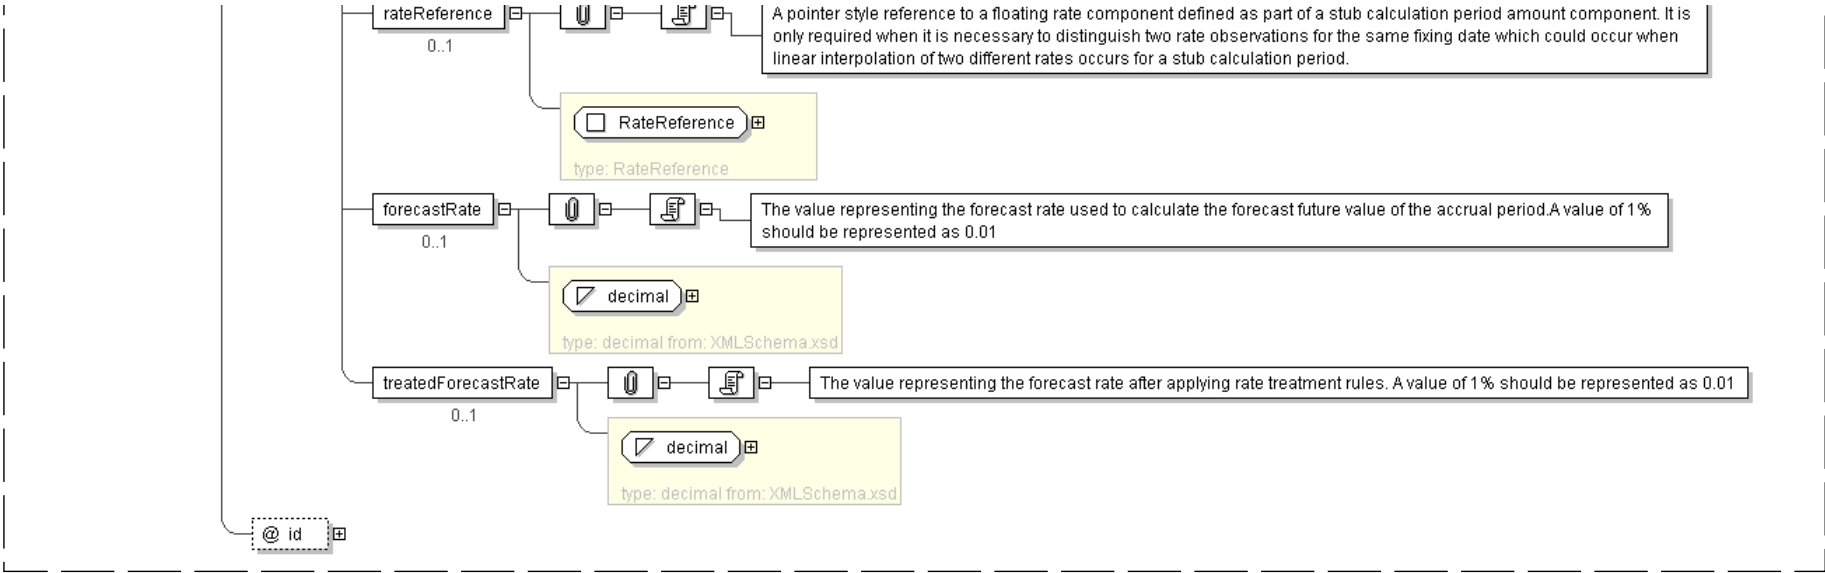 rateReference
A pointer style reference to a floating rate component defined as part of a stub calculation period amount component. It is
only required when it is necessary to distinguish two rate observations for the same fixing date which could occur when
linear interpolation of two different rates occurs for a stub calculation period.
0..1
RateReference
type: RateReference
forecastRate
The value representing the forecast rate used to calculate the forecast future value of the accrual period.A value of 1%
should be represented as 0.01
0..1
decimal
type: decimal from: XMLSchema.xsd
treatedForecastRate
The value representing the forecast rate after applying rate treatment rules. A value of 1% should be represented as 0.01
0..1
decimal
type: decimal from: XMLSchema.xsd
@ id